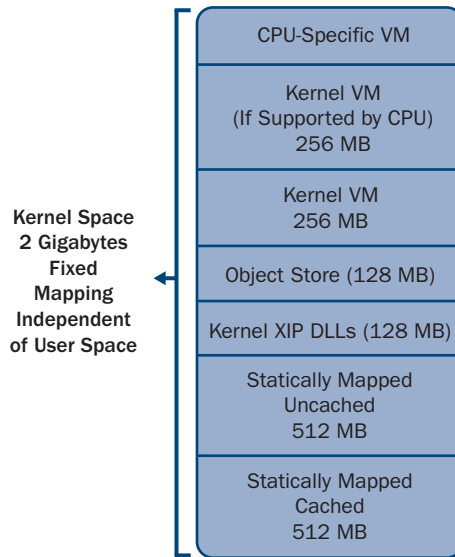 CPU-Specific VM
Kernel VM
(If Supported by CPU)
256 MB
Kernel VM
256 MB
Kernel Space
2 Gigabytes
Fixed
Mapping
Independent
of User Space
Object Store (128 MB)
Kernel XIP DLLs (128 MB)
Statically Mapped
Uncached
512 MB
Statically Mapped
Cached
512 MB